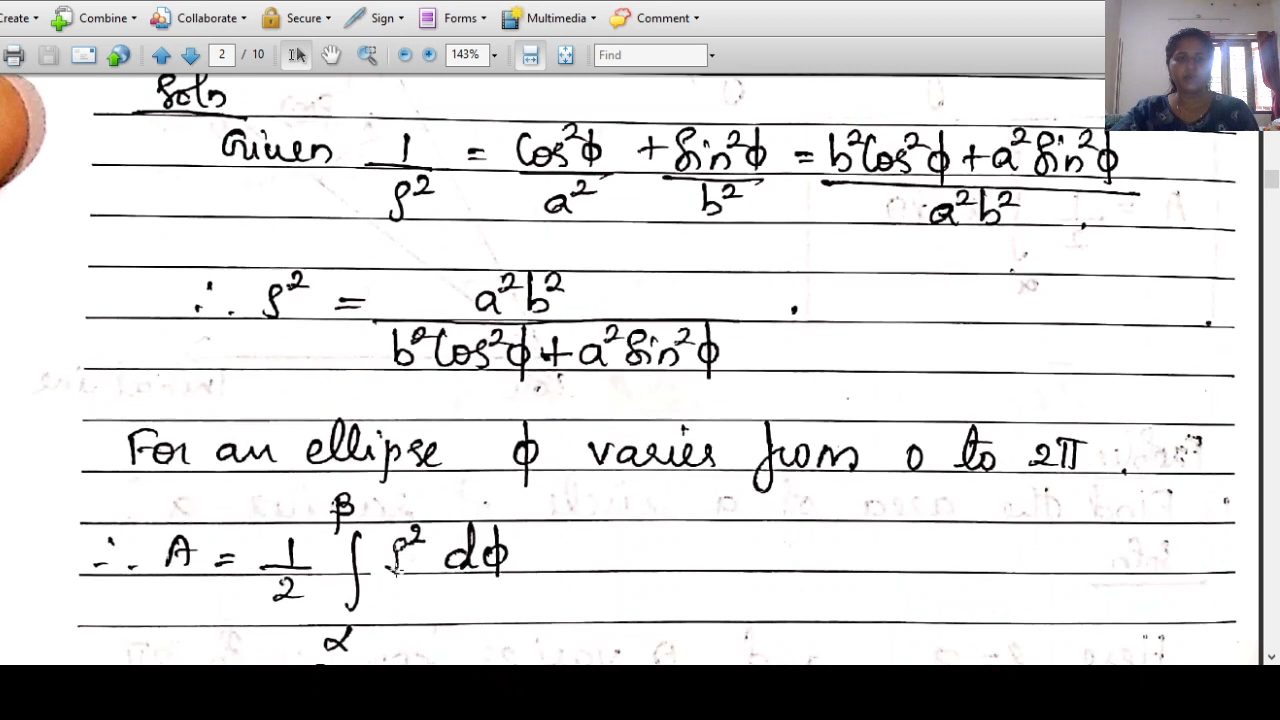 Create Combine Collaborate Secure Sign Forms Multimedia Comment
2 / 10 143% Find
Soln
Given 1/ρ² = cos²φ/a² + sin²φ/b² = b²cos²φ + a²sin²φ / a²b² .
∴ ρ² = a²b² / b²cos²φ + a²sin²φ .
For an ellipse φ varies from 0 to 2π .
∴ A = 1/2 ∫_α^β ρ² dφ